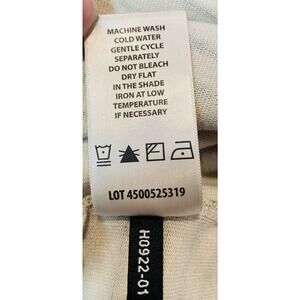 MACHINE WASH
COLD WATER
GENTLE CYCLE
SEPARATELY
DO NOT BLEACH
DRY FLAT
IN THE SHADE
IRON AT LOW
TEMPERATURE
IF NECESSARY
LOT 4500525319
H0922-01